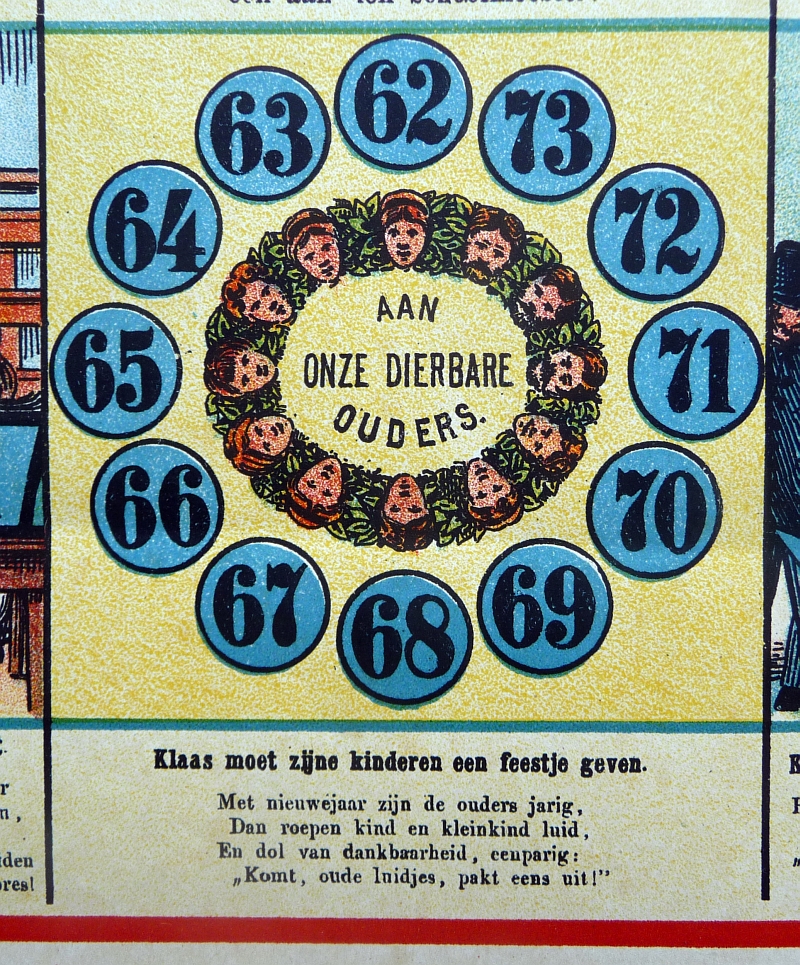 62
63
73
64
72
65
71
66
70
67
69
68
AAN
ONZE DIERBARE
OUDERS.
Klaas moet zijne kinderen een feestje geven.
Met nieuwejaar zijn de ouders jarig,
Dan roepen kind en kleinkind luid,
En dol van dankbaarheid, eenparig:
„Komt, oude luidjes, pakt eens uit!”